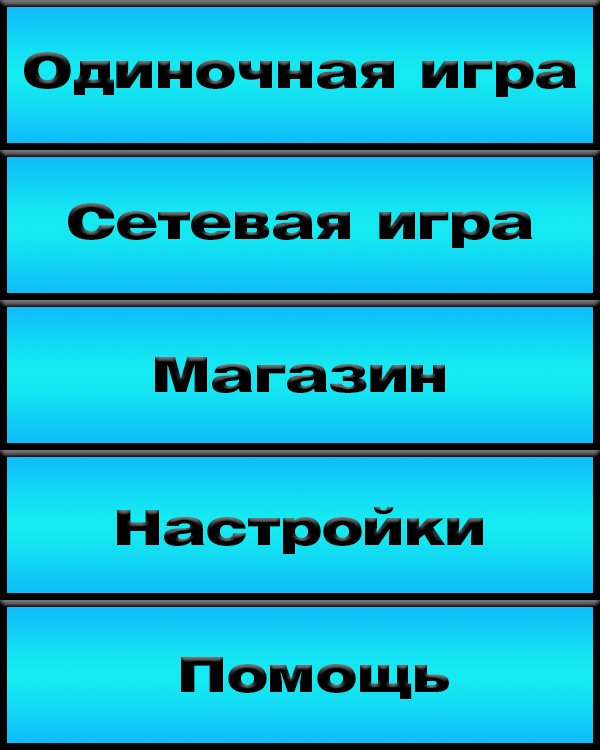 Одиночная игра
Сетевая игра
Магазин
Настройки
Помощь